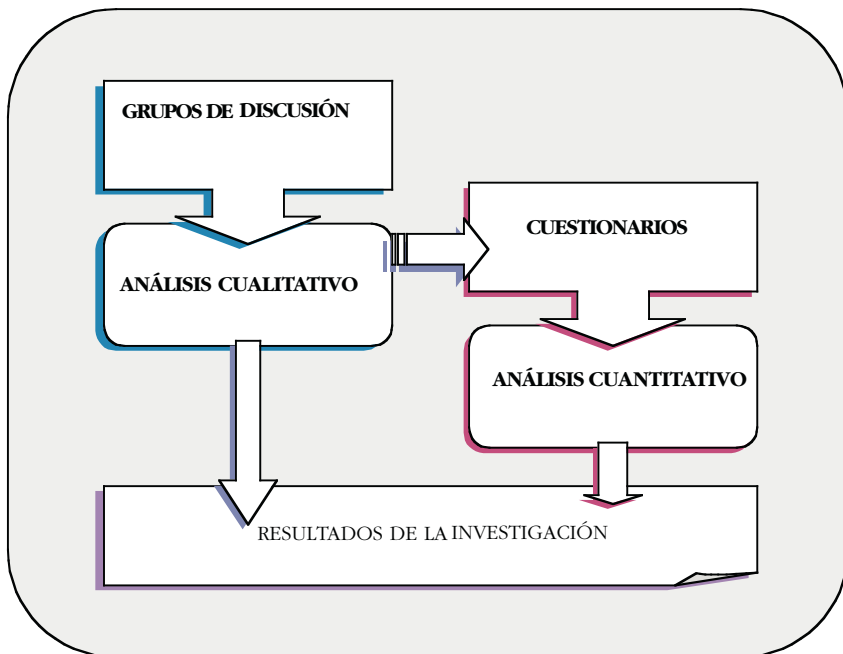 GRUPOS DE DISCUSIÓN
CUESTIONARIOS
ANÁLISIS CUALITATIVO
ANÁLISIS CUANTITATIVO
RESULTADOS DE LA INVESTIGACIÓN